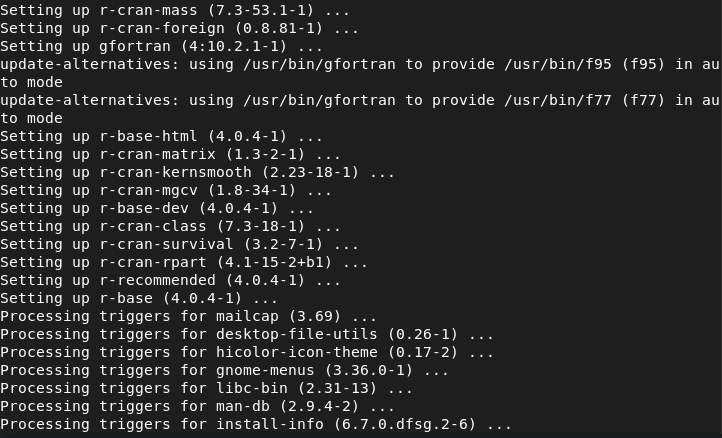 Setting up r-cran-mass (7.3-53.1-1) ...
Setting up r-cran-foreign (0.8.81-1) ...
Setting up gfortran (4:10.2.1-1) ...
update-alternatives: using /usr/bin/gfortran to provide /usr/bin/f95 (f95) in au
to mode
update-alternatives: using /usr/bin/gfortran to provide /usr/bin/f77 (f77) in au
to mode
Setting up r-base-html (4.0.4-1) ...
Setting up r-cran-matrix (1.3-2-1) ...
Setting up r-cran-kernsmooth (2.23-18-1) ...
Setting up r-cran-mgcv (1.8-34-1) ...
Setting up r-base-dev (4.0.4-1) ...
Setting up r-cran-class (7.3-18-1) ...
Setting up r-cran-survival (3.2-7-1) ...
Setting up r-cran-rpart (4.1-15-2+b1) ...
Setting up r-recommended (4.0.4-1) ...
Setting up r-base (4.0.4-1) ...
Processing triggers for mailcap (3.69) ...
Processing triggers for desktop-file-utils (0.26-1) ...
Processing triggers for hicolor-icon-theme (0.17-2) ...
Processing triggers for gnome-menus (3.36.0-1) ...
Processing triggers for libc-bin (2.31-13) ...
Processing triggers for man-db (2.9.4-2) ...
Processing triggers for install-info (6.7.0.dfsg.2-6) ...